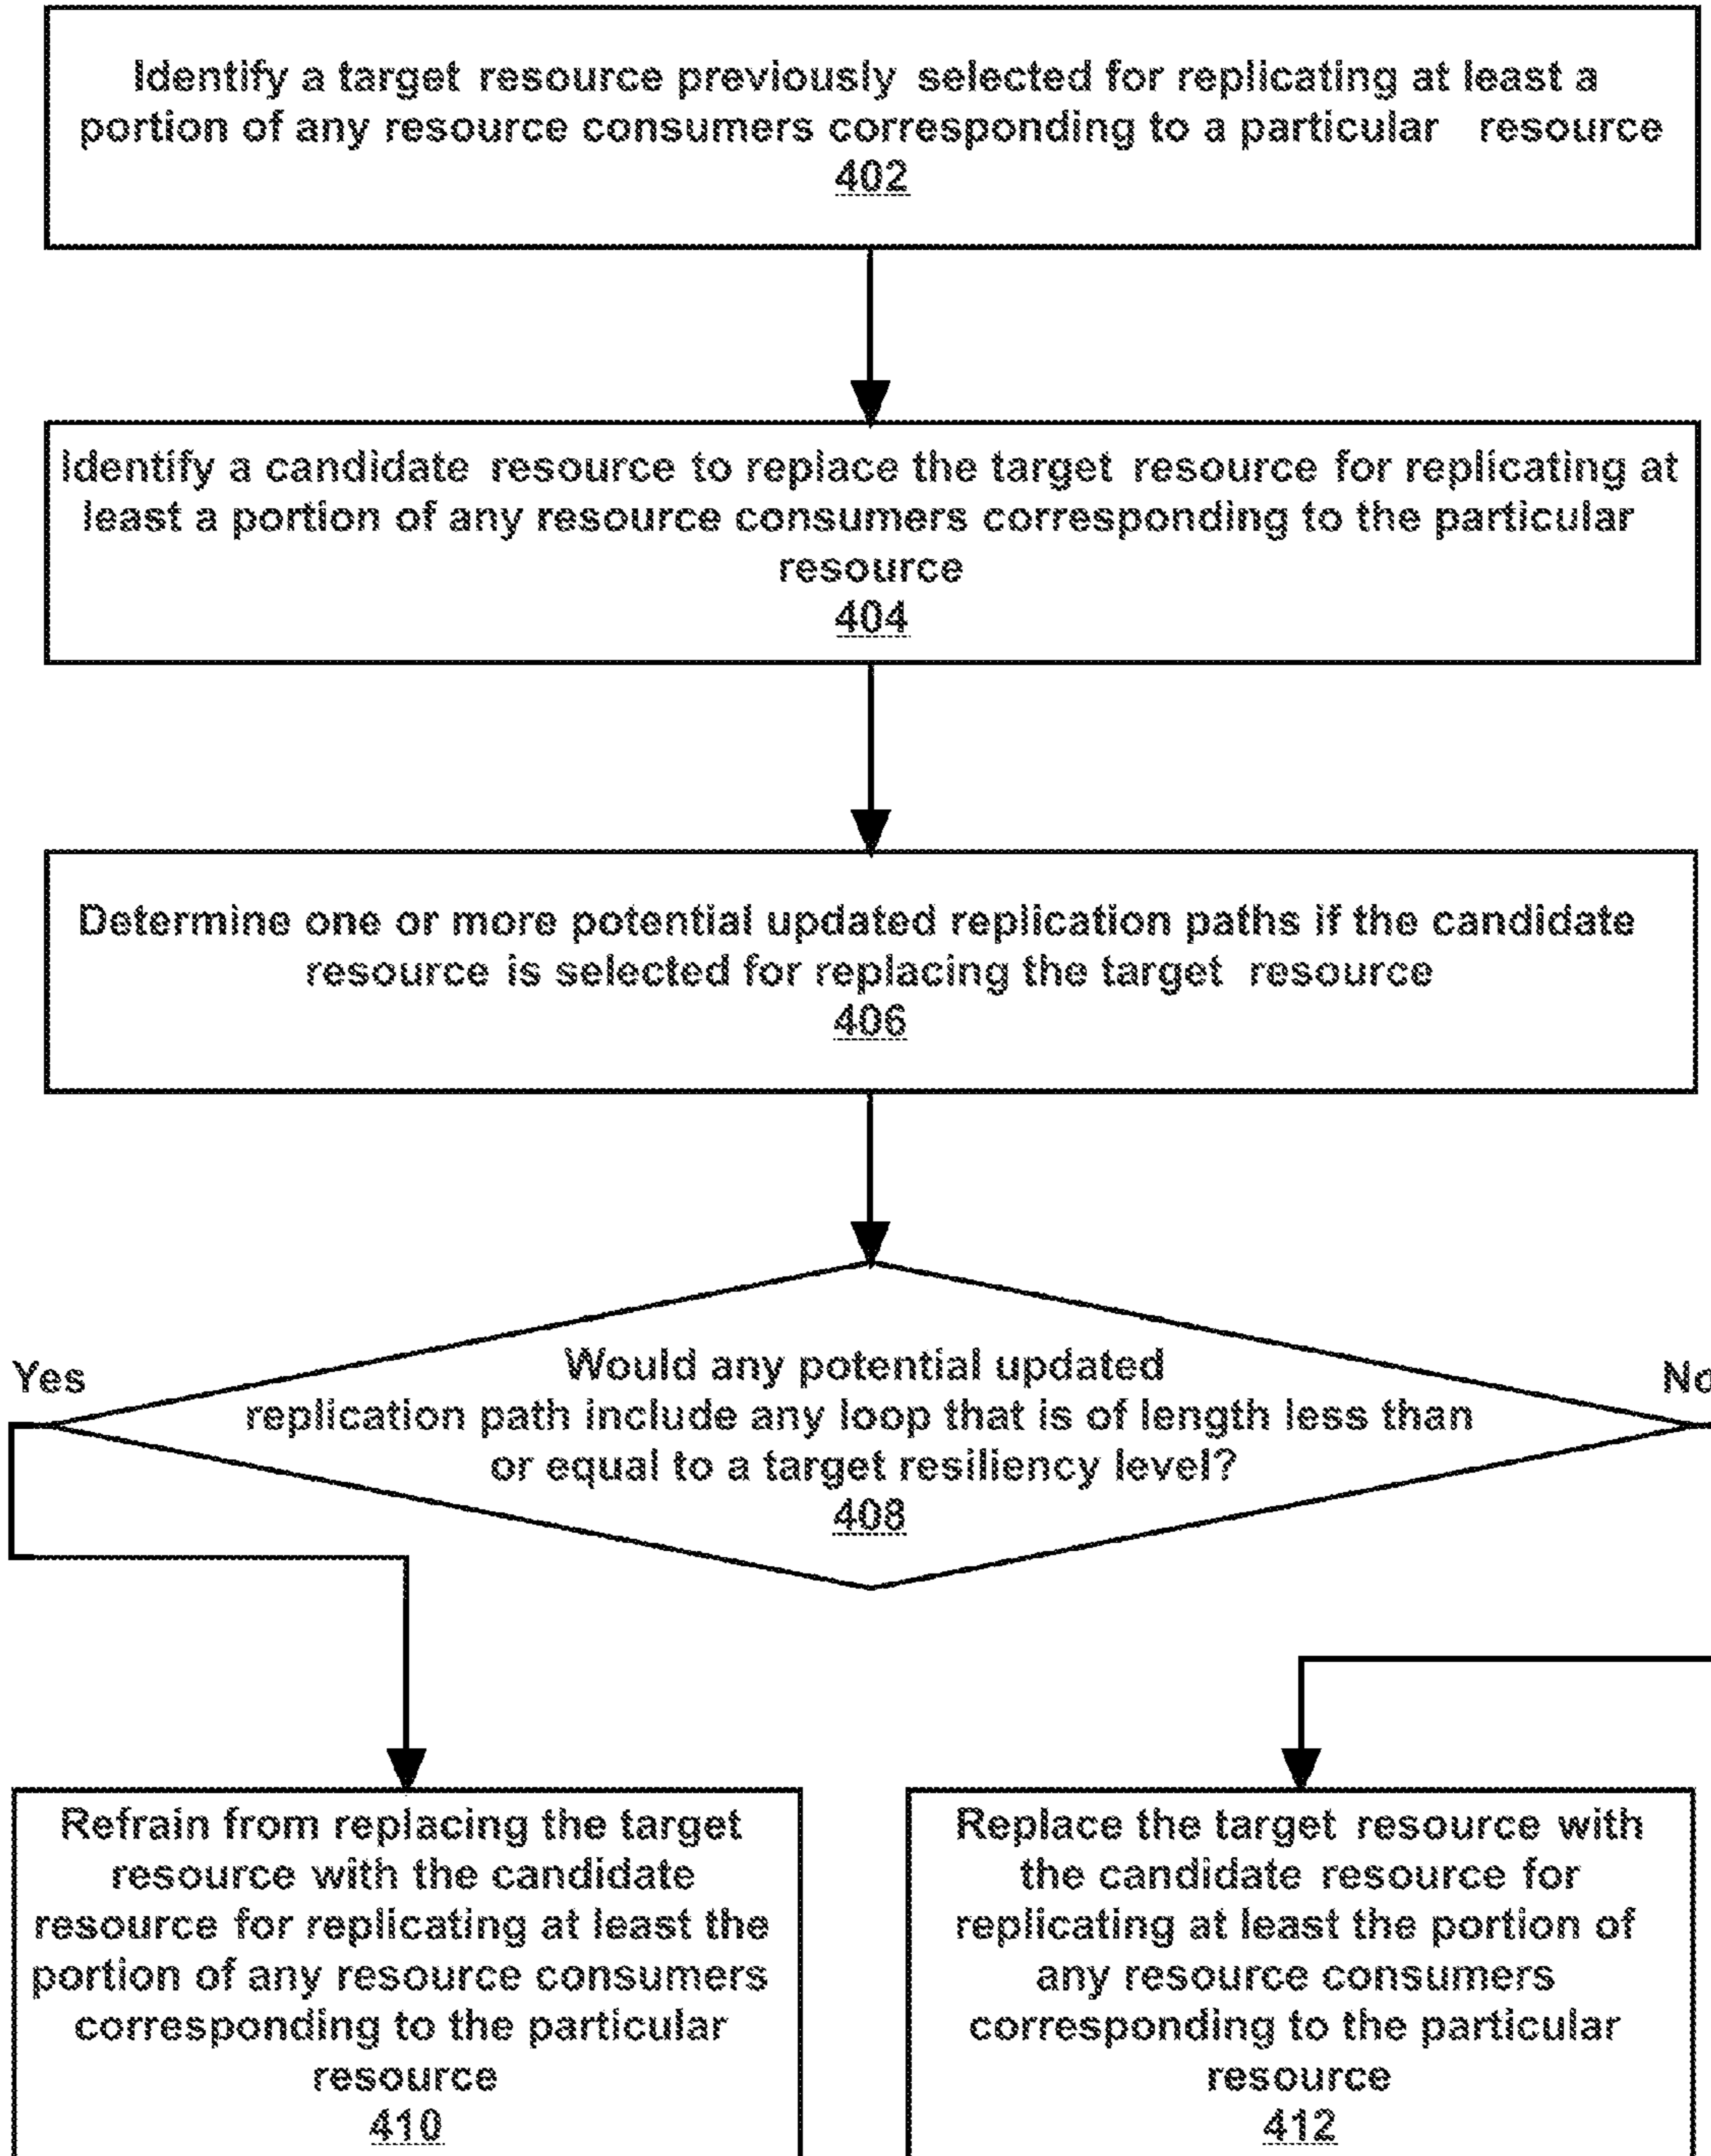 Identify a target resource previously selected for replicating at least a
portion of any resource consumers corresponding to a particular resource
402
Identify a candidate resource to replace the target resource for replicating at
least a portion of any resource consumers corresponding to the particular
resource
404
Determine one or more potential updated replication paths if the candidate
resource is selected for replacing the target resource
406
Yes
No
Would any potential updated
replication path include any loop that is of length less than
or equal to a target resiliency level?
408
Refrain from replacing the target
resource with the candidate
resource for replicating at least the
portion of any resource consumers
corresponding to the particular
resource
410
Replace the target resource with
the candidate resource for
replicating at least the portion of
any resource consumers
corresponding to the particular
resource
412